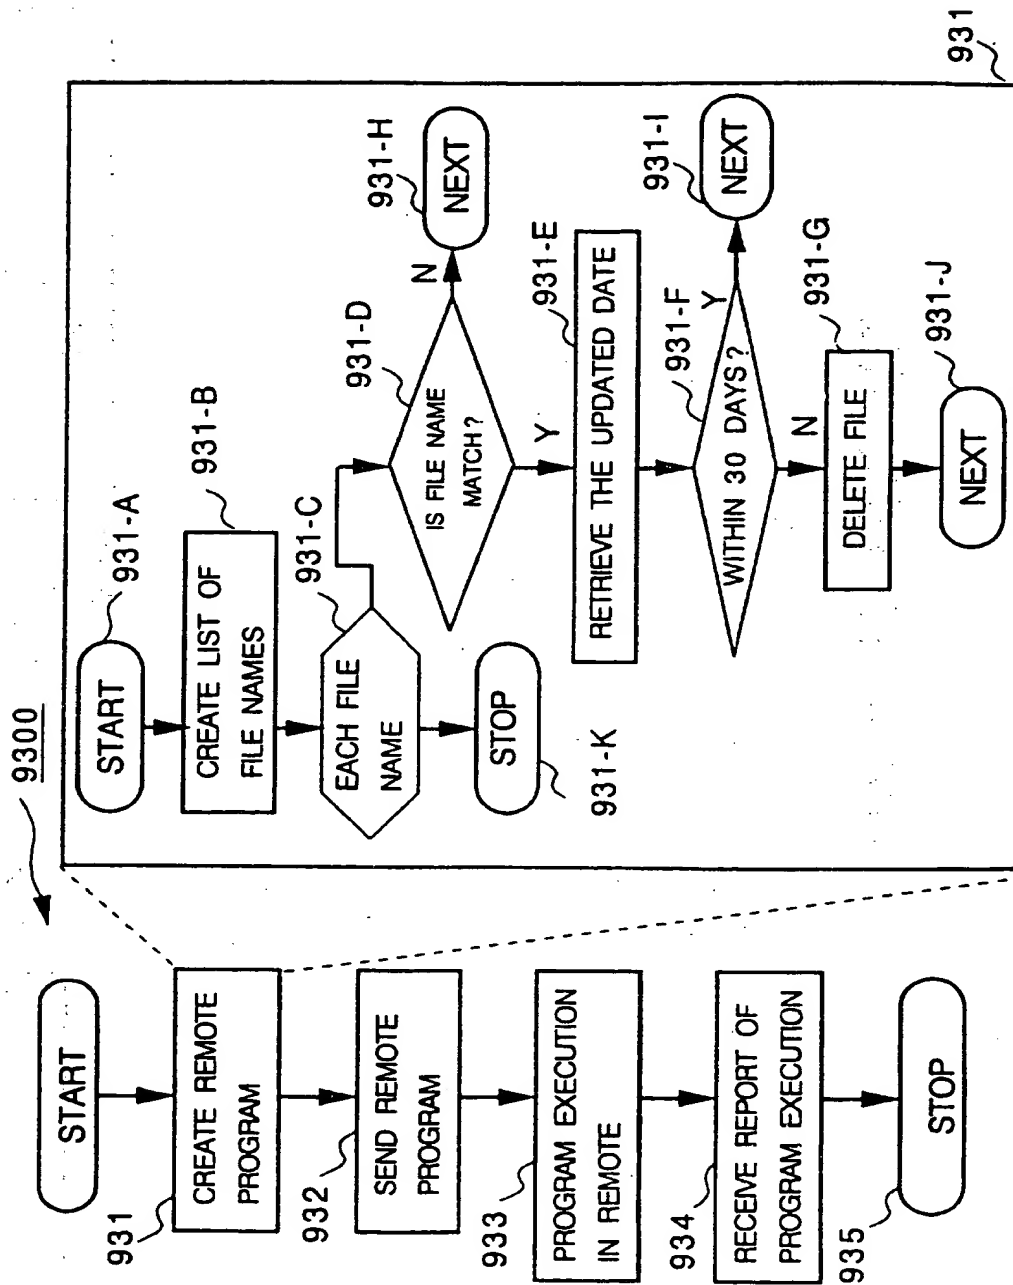 9300
START
CREATE REMOTE
PROGRAM
931
SEND REMOTE
PROGRAM
932
PROGRAM EXECUTION
IN REMOTE
933
RECEIVE REPORT OF
PROGRAM EXECUTION
934
STOP
935
START
931-A
CREATE LIST OF
FILE NAMES
931-B
EACH FILE
NAME
931-C
STOP
931-K
IS FILE NAME
MATCH?
931-D
N
NEXT
931-H
Y
RETRIEVE THE UPDATED DATE
931-E
WITHIN 30 DAYS?
931-F
Y
NEXT
931-I
N
DELETE FILE
931-G
NEXT
931-J
931